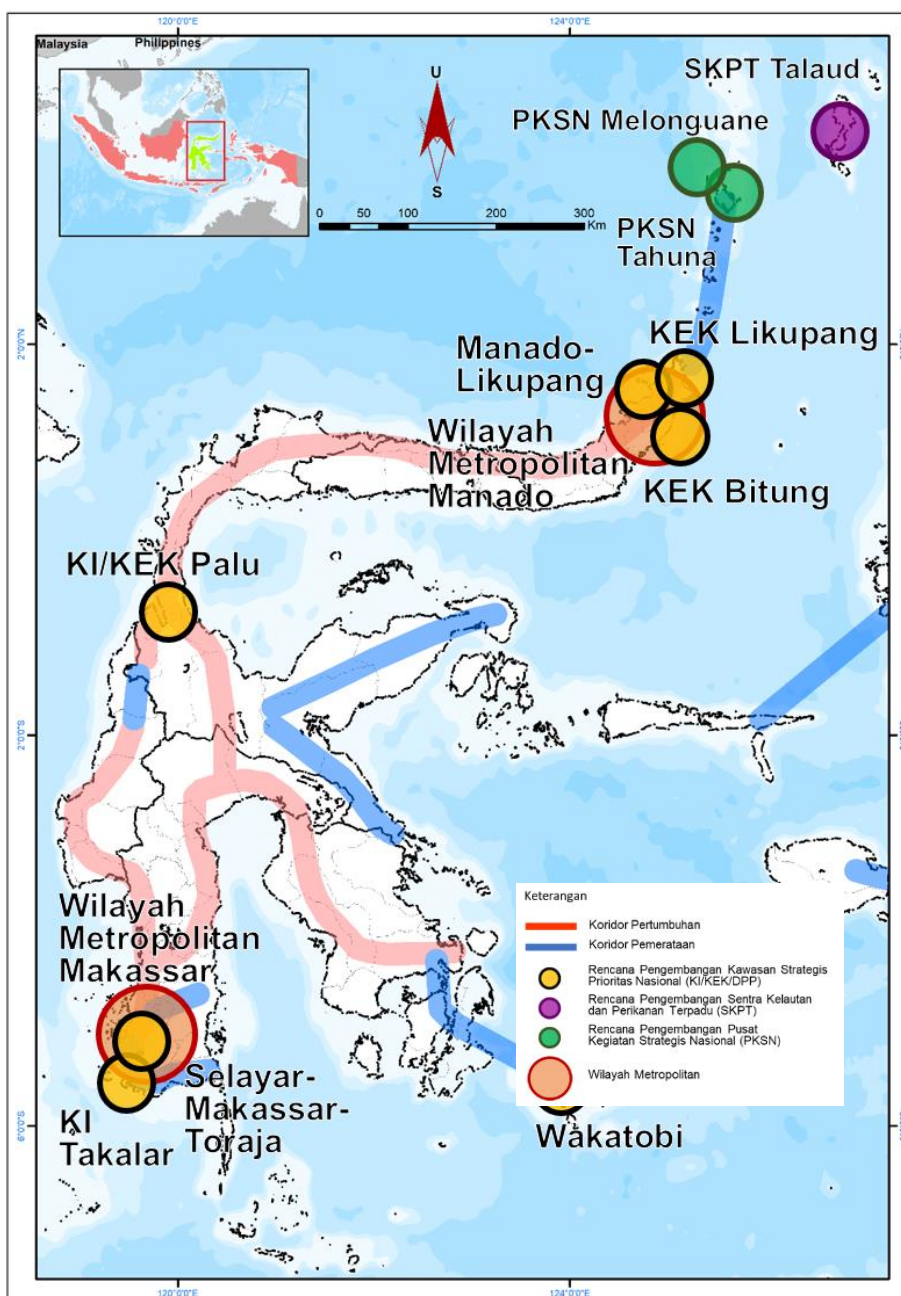 120°0'0"E
124°0'0"E
Malaysia
Philippines
U
S
0 50 100 200 300
Km
SKPT Talaud
PKSN Melonguane
PKSN
Tahuna
2°0'0"N
KEK Likupang
Manado-
Likupang
Wilayah
Metropolitan
Manado
KEK Bitung
KI/KEK Palu
2°0'0"S
Wilayah
Metropolitan
Makassar
Selayar-
Makassar-
Toraja
KI
Takalar
Wakatobi
6°0'0"S
Keterangan
Koridor Pertumbuhan
Koridor Pemerataan
Rencana Pengembangan Kawasan Strategis
Prioritas Nasional (KI/KEK/DPP)
Rencana Pengembangan Sentra Kelautan
dan Perikanan Terpadu (SKPT)
Rencana Pengembangan Pusat
Kegiatan Strategis Nasional (PKSN)
Wilayah Metropolitan
120°0'0"E
124°0'0"E